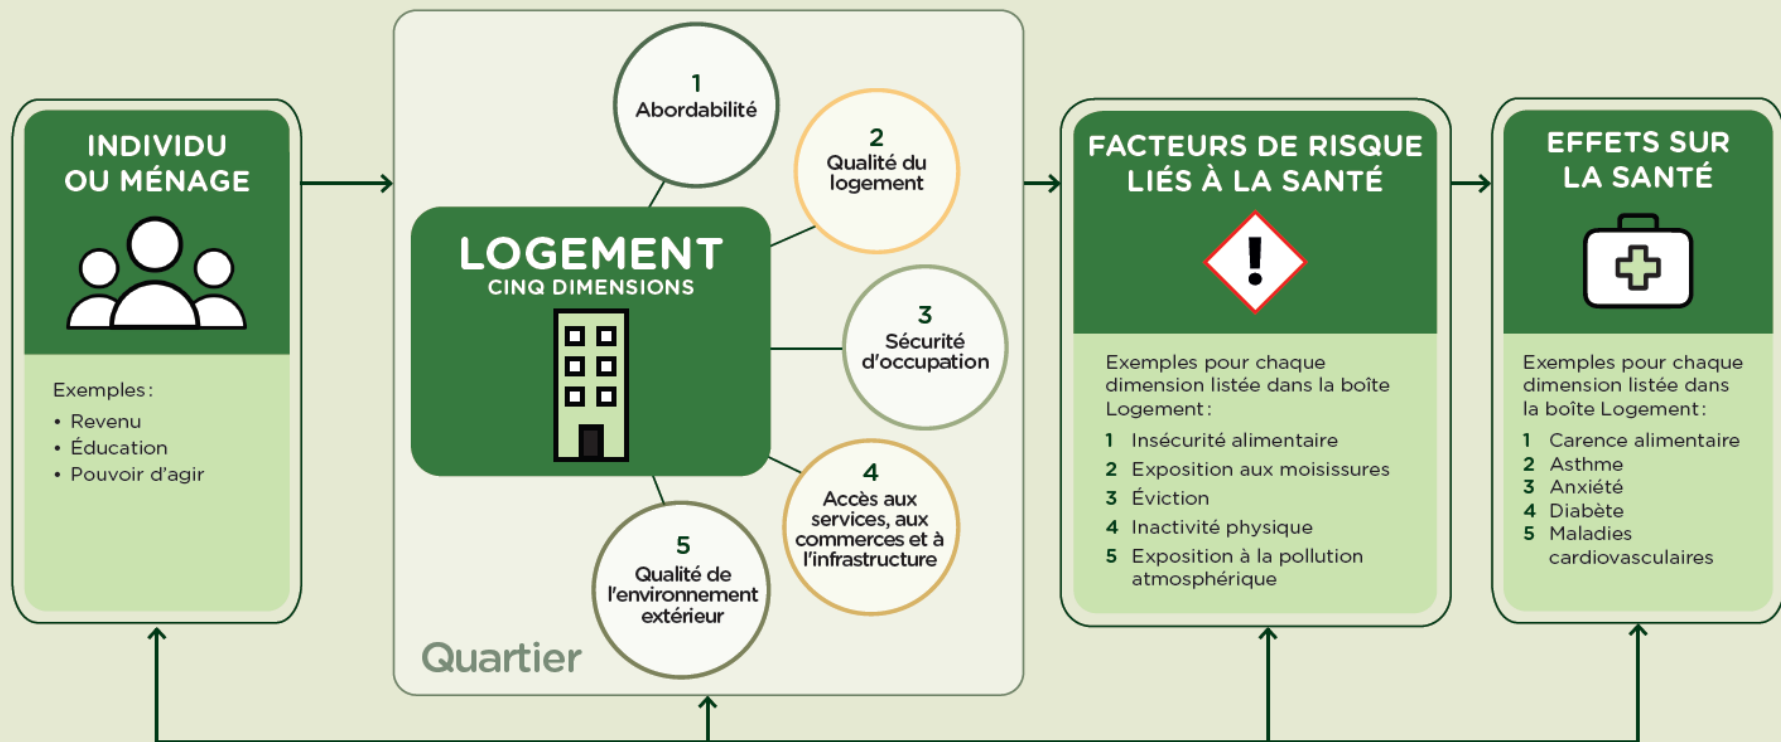 INDIVIDU
OU MÉNAGE
Exemples :
• Revenu
• Éducation
• Pouvoir d'agir
LOGEMENT
CINQ DIMENSIONS
1
Abordabilité
2
Qualité du
logement
3
Sécurité
d'occupation
4
Accès aux
services, aux
commerces et à
l'infrastructure
5
Qualité de
l'environnement
extérieur
Quartier
FACTEURS DE RISQUE
LIÉS À LA SANTÉ
!
Exemples pour chaque
dimension listée dans la boîte
Logement :
1 Insécurité alimentaire
2 Exposition aux moisissures
3 Éviction
4 Inactivité physique
5 Exposition à la pollution
atmosphérique
EFFETS SUR
LA SANTÉ
Exemples pour chaque
dimension listée dans
la boîte Logement :
1 Carence alimentaire
2 Asthme
3 Anxiété
4 Diabète
5 Maladies
cardiovasculaires